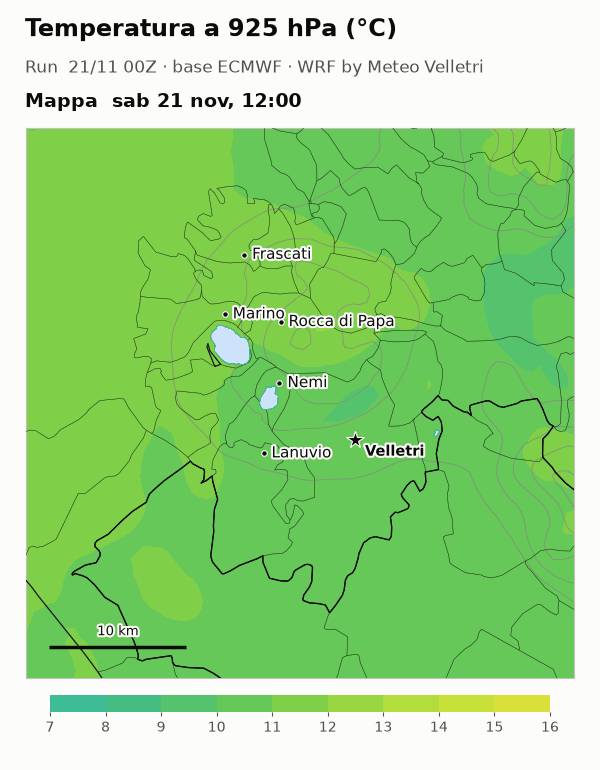 Temperatura a 925 hPa (°C)
Run  21/11 00Z · base ECMWF · WRF by Meteo Velletri
Mappa  sab 21 nov, 12:00
Frascati
Marino
Rocca di Papa
Nemi
Velletri
Lanuvio
10 km
7 8 9 10 11 12 13 14 15 16